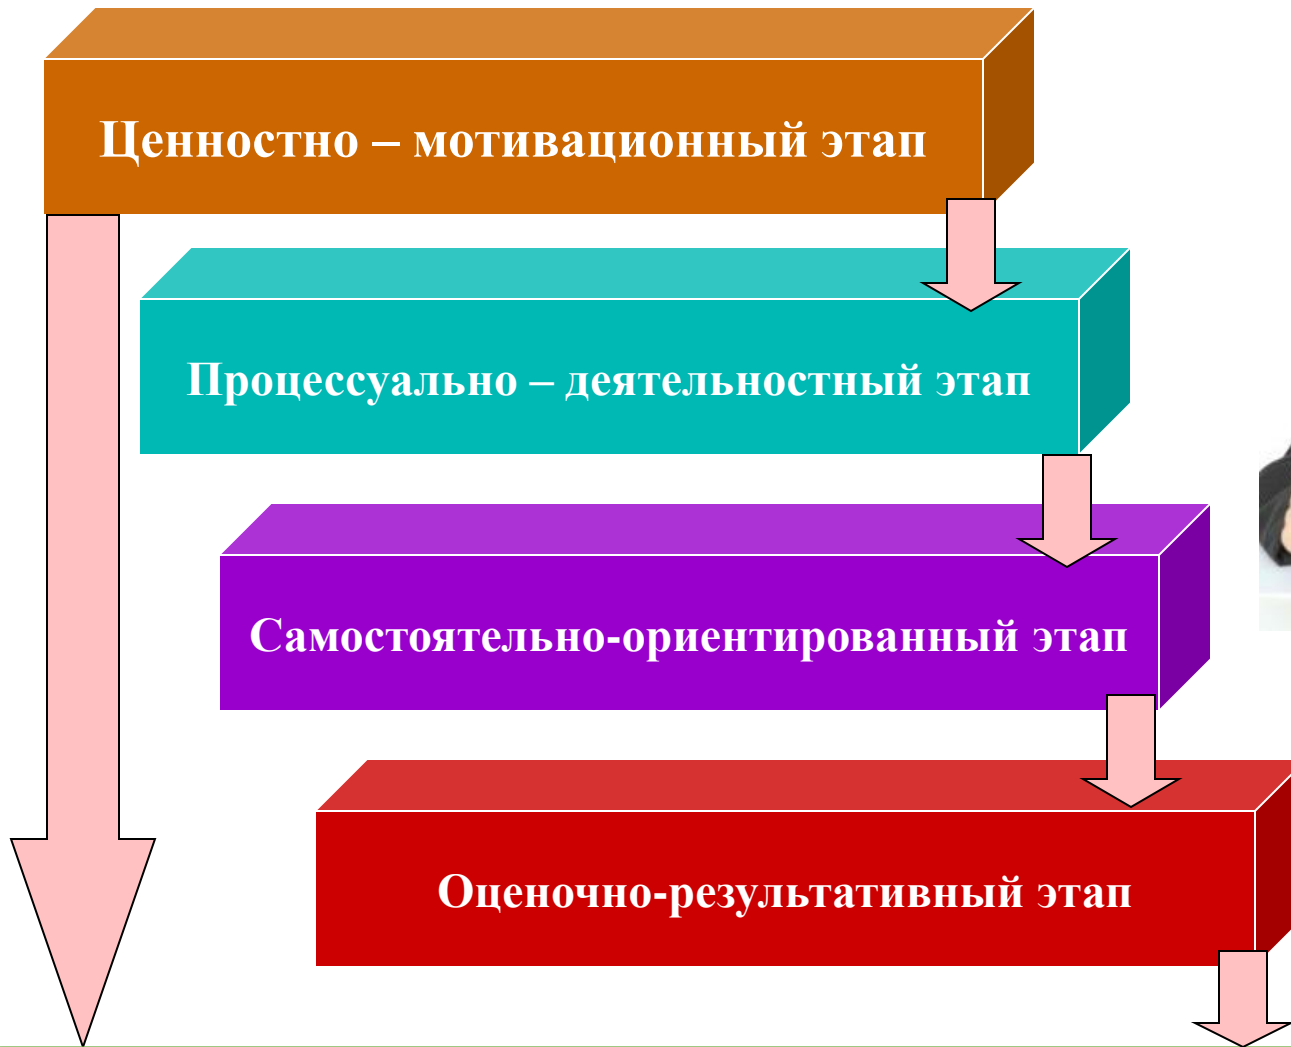 Ценностно – мотивационный этап
Процессуально – деятельностный этап
Самостоятельно-ориентированный этап
Оценочно-результативный этап